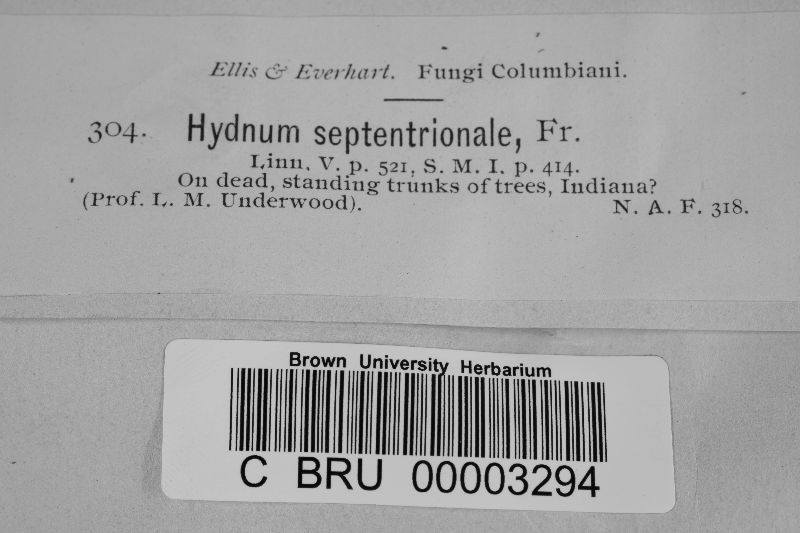 Ellis & Everhart. Fungi Columbiani.
304. Hydnum septentrionale, Fr.
Linn. V. p. 521, S. M. I. p. 414.
On dead, standing trunks of trees, Indiana?
(Prof. L. M. Underwood). N. A. F. 318.
Brown University Herbarium
C BRU 00003294